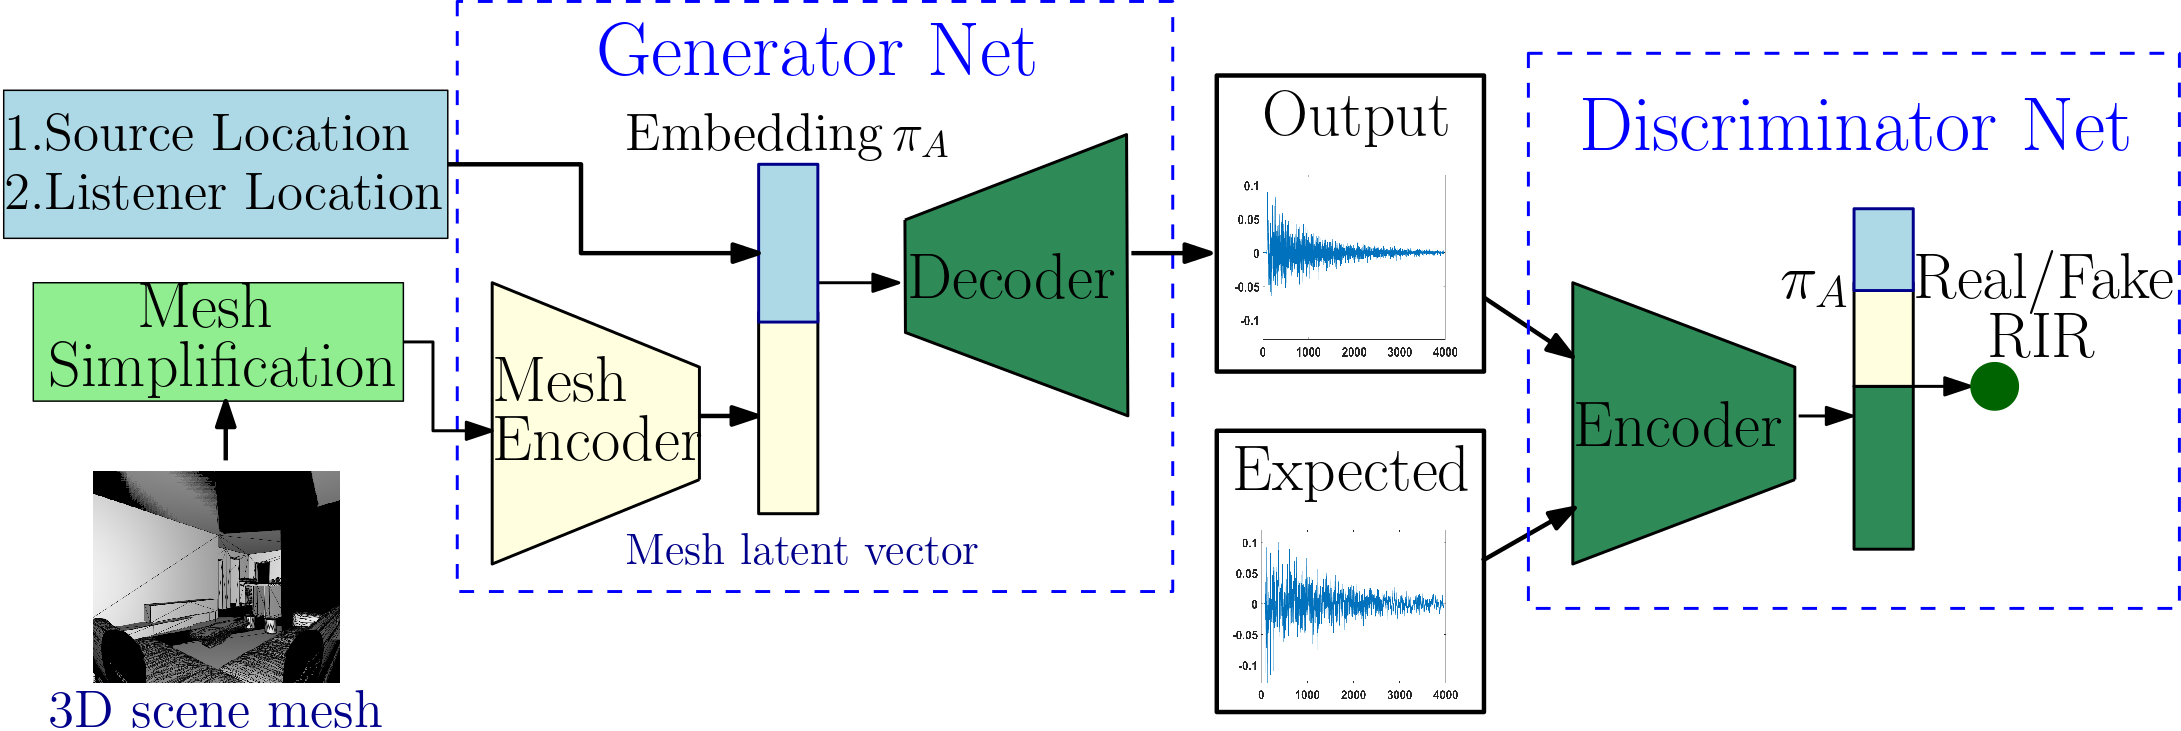 Generator Net
1.Source Location
2.Listener Location
Mesh
Simplification
3D scene mesh
Embedding π_A
Mesh
Encoder
Mesh latent vector
Decoder
Output
0.1
0.05
0
-0.05
-0.1
0 1000 2000 3000 4000
Expected
0.1
0.05
0
-0.05
-0.1
0 1000 2000 3000 4000
Discriminator Net
Encoder
π_A
Real/Fake
RIR